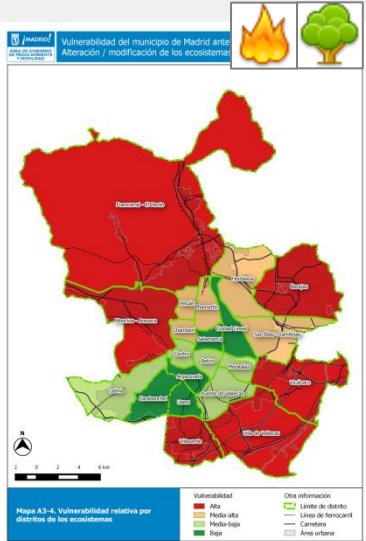 ¡MADRID!
ÁREA DE GOBIERNO
DE MEDIO AMBIENTE
Y MOVILIDAD
Vulnerabilidad del municipio de Madrid ante
Alteración / modificación de los ecosistemas
Fuencarral - El Pardo
Hortaleza
Barajas
Tetuán
Chamartín
Moncloa - Aravaca
Ciudad Lineal
Chamberí
San Blas - Canillejas
Salamanca
Centro
Retiro
Moratalaz
Vicálvaro
Arganzuela
Latina
Carabanchel
Usera
Puente de Vallecas
Villa de Vallecas
Villaverde
N
2 0 2 4 6 km
Mapa A3-4. Vulnerabilidad relativa por
distritos de los ecosistemas
Vulnerabilidad
Alta
Media-alta
Media-baja
Baja
Otra información
Límite de distrito
Línea de ferrocarril
Carretera
Área urbana